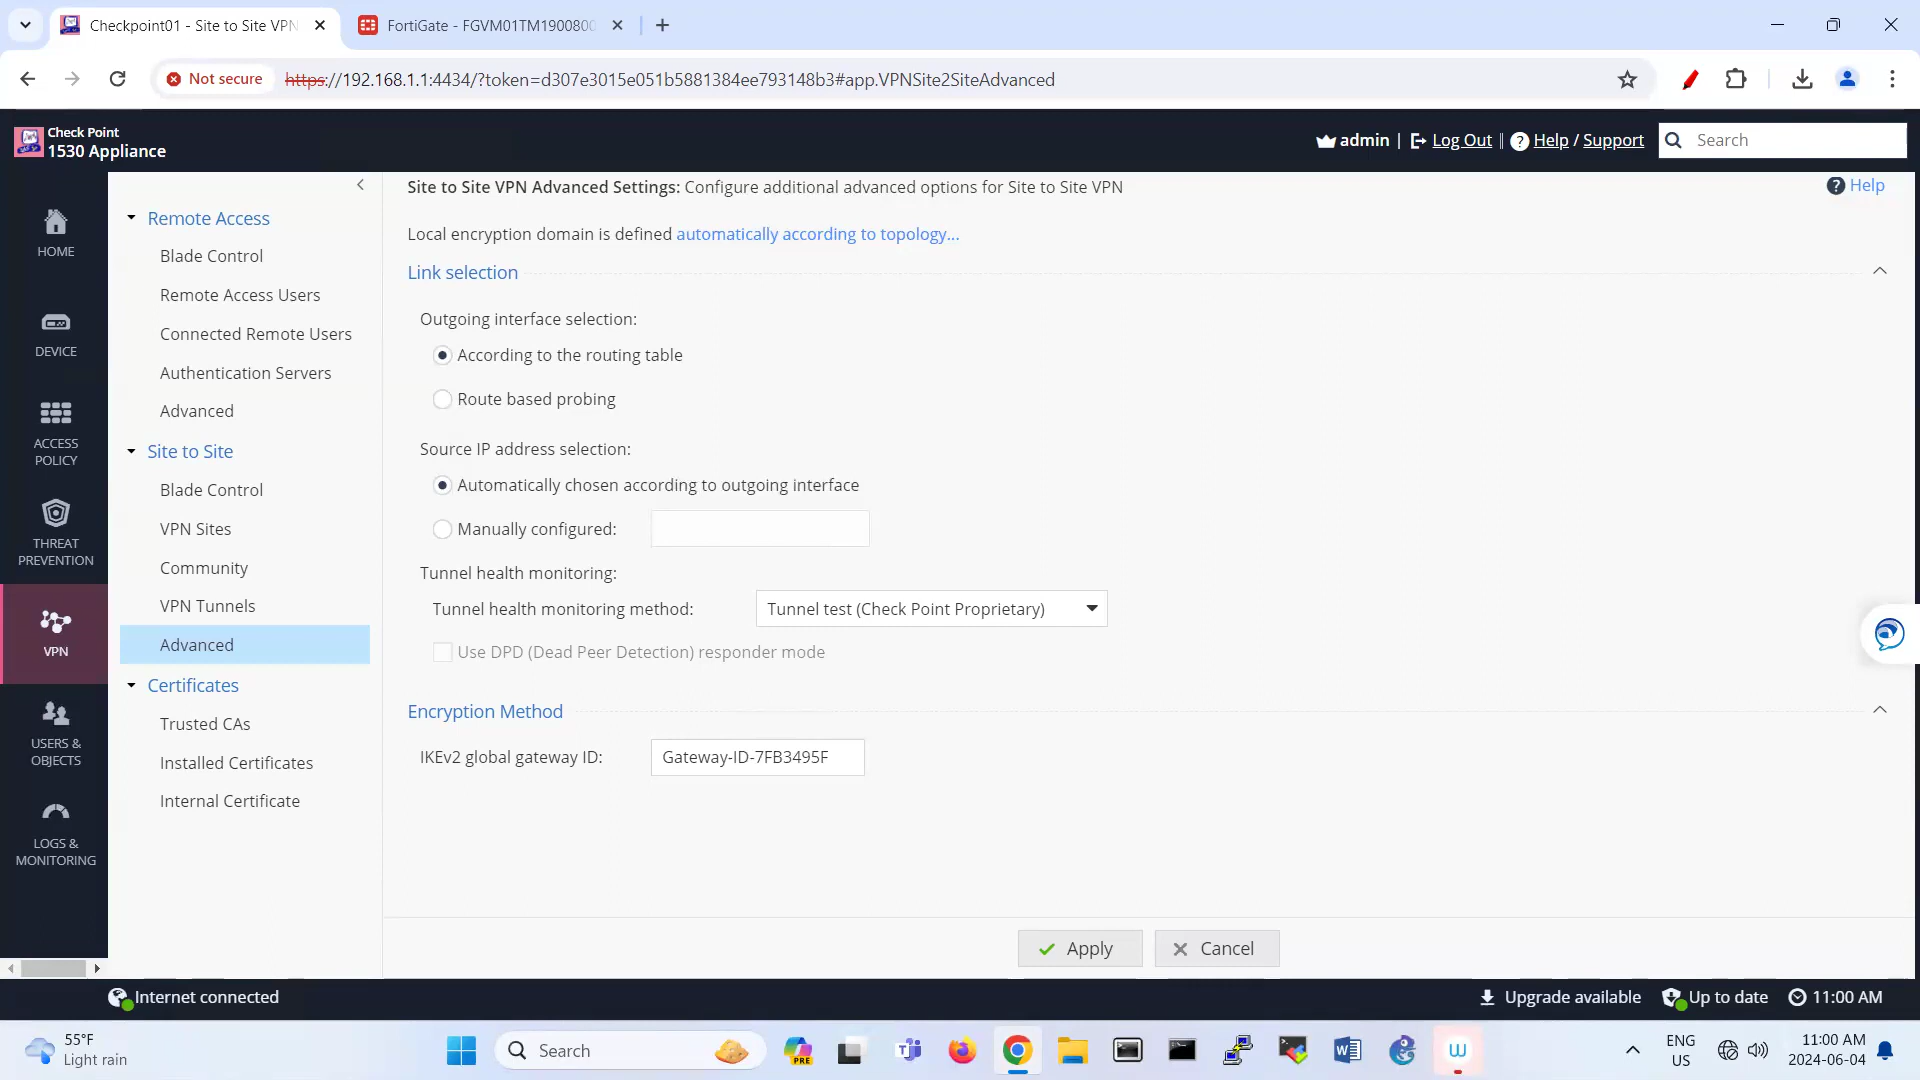 Checkpoint01 - Site to Site VPN
FortiGate - FGVM01TM1900800
Not secure
https://192.168.1.1:4434/?token=d307e3015e051b5881384ee793148b3#app.VPNSite2SiteAdvanced
Check Point
1530 Appliance
admin | Log Out || Help / Support
Search
HOME
DEVICE
ACCESS
POLICY
THREAT
PREVENTION
VPN
USERS &
OBJECTS
LOGS &
MONITORING
Remote Access
Blade Control
Remote Access Users
Connected Remote Users
Authentication Servers
Advanced
Site to Site
Blade Control
VPN Sites
Community
VPN Tunnels
Advanced
Certificates
Trusted CAs
Installed Certificates
Internal Certificate
Site to Site VPN Advanced Settings: Configure additional advanced options for Site to Site VPN
Help
Local encryption domain is defined automatically according to topology...
Link selection
Outgoing interface selection:
According to the routing table
Route based probing
Source IP address selection:
Automatically chosen according to outgoing interface
Manually configured:
Tunnel health monitoring:
Tunnel health monitoring method: Tunnel test (Check Point Proprietary)
Use DPD (Dead Peer Detection) responder mode
Encryption Method
IKEv2 global gateway ID: Gateway-ID-7FB3495F
Apply
Cancel
Internet connected
Upgrade available
Up to date
11:00 AM
55°F
Light rain
Search
PRE
ENG
US
11:00 AM
2024-06-04